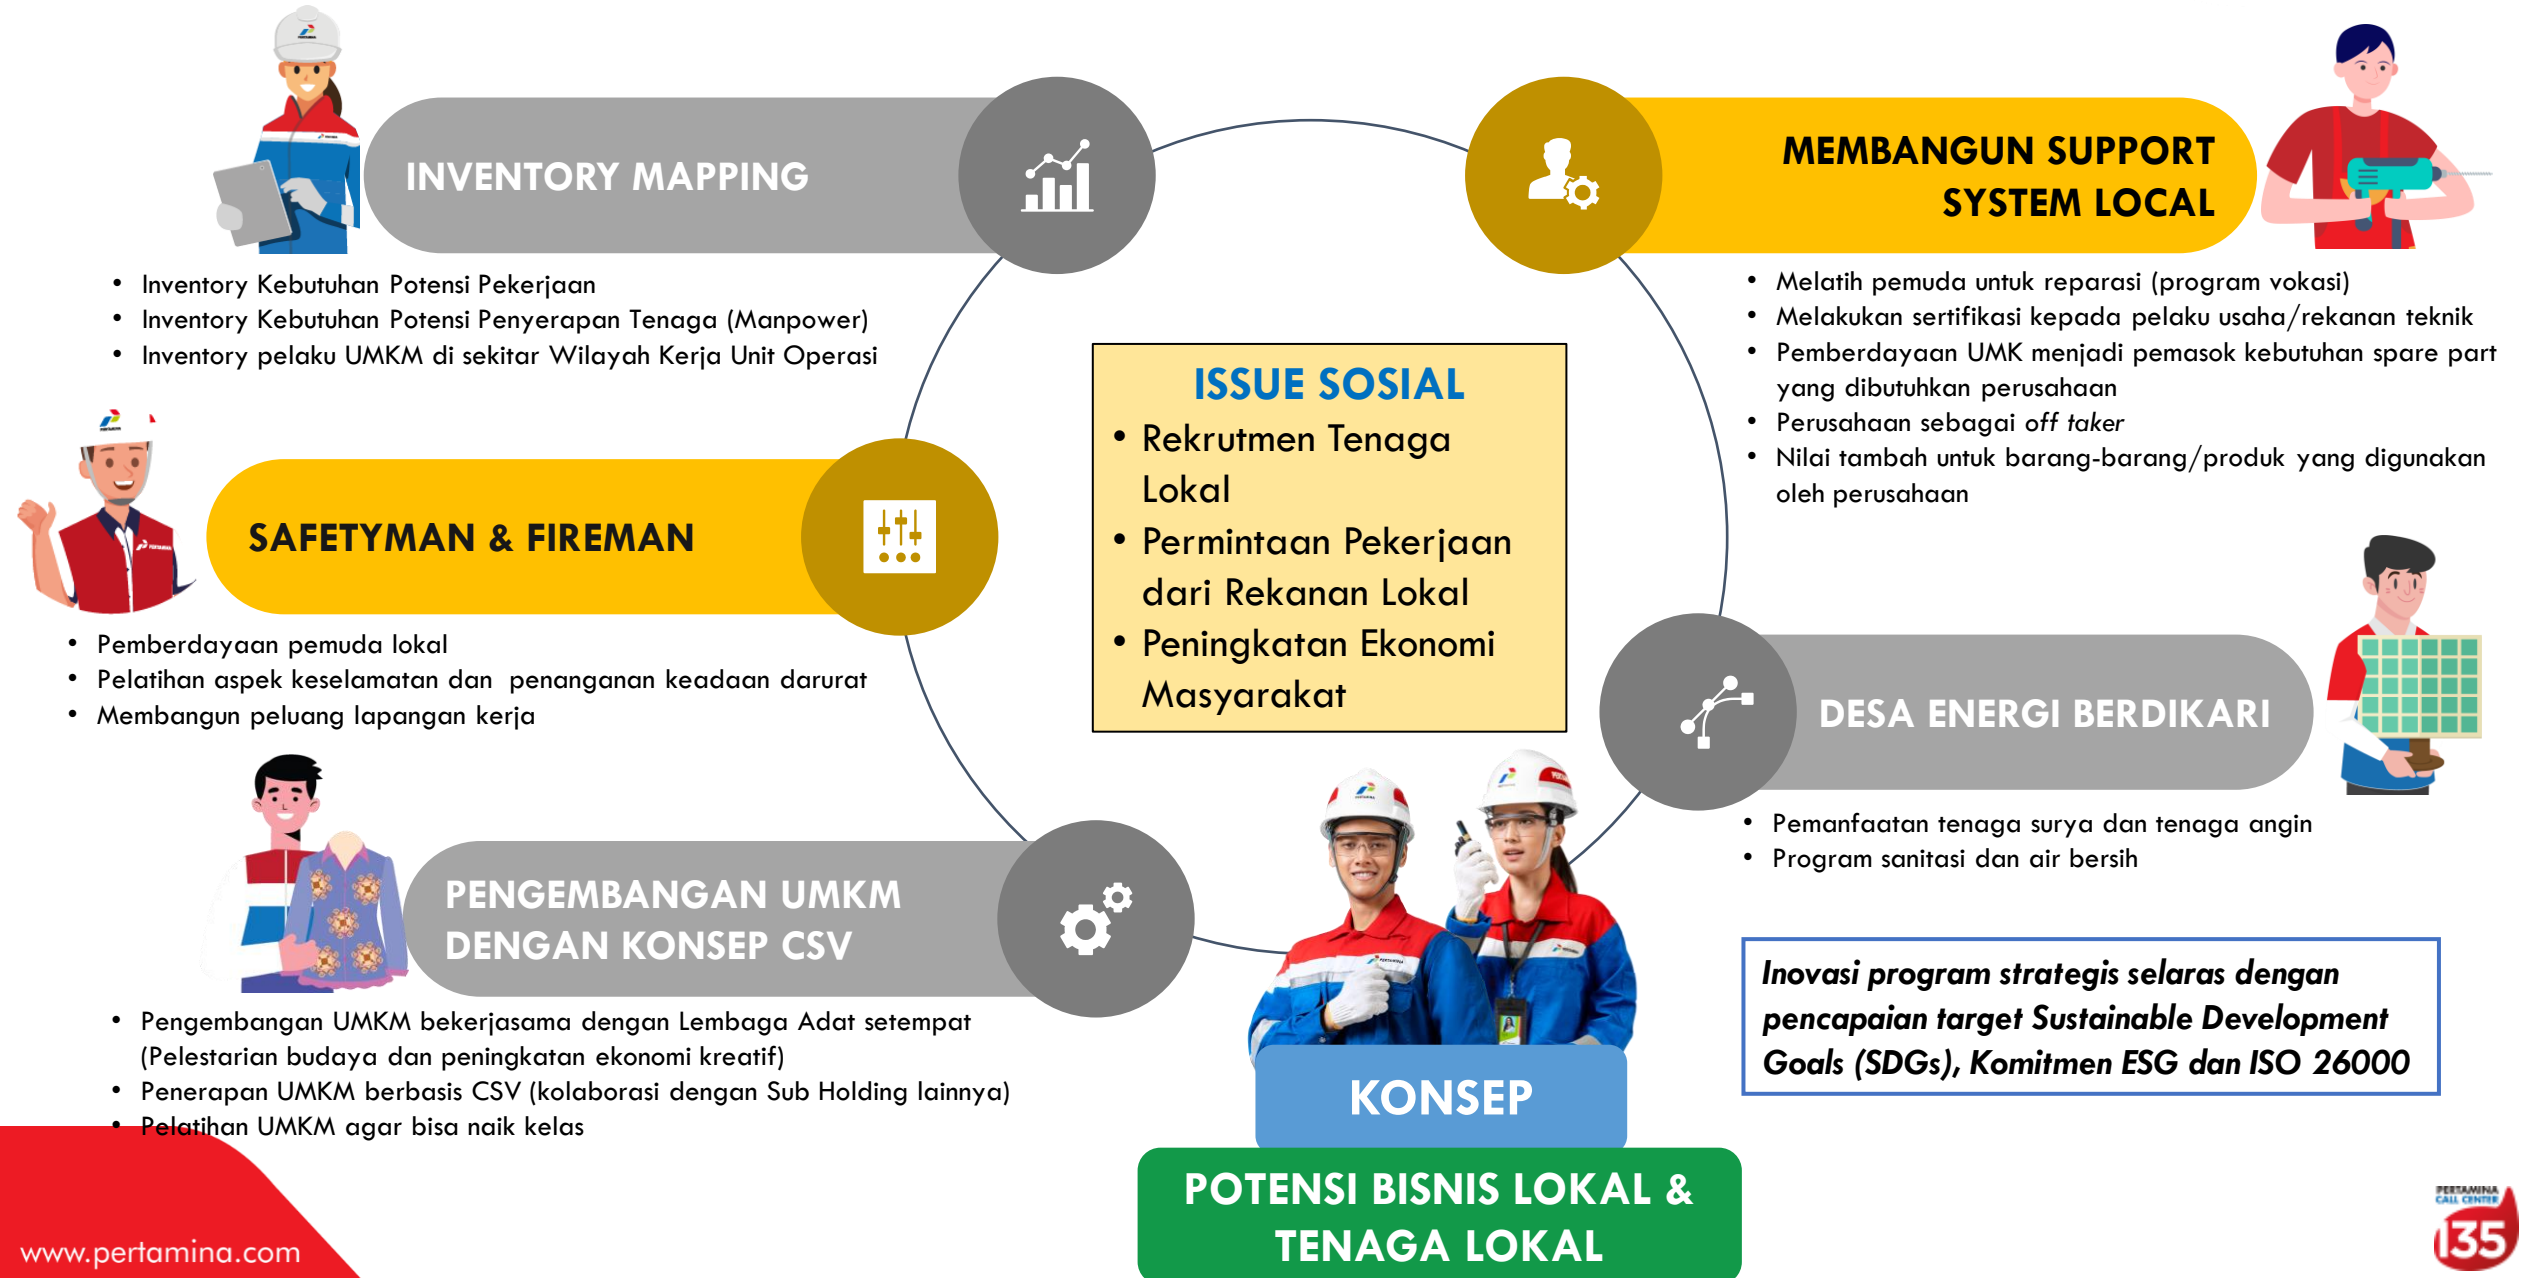 INVENTORY MAPPING
• Inventory Kebutuhan Potensi Pekerjaan
• Inventory Kebutuhan Potensi Penyerapan Tenaga (Manpower)
• Inventory pelaku UMKM di sekitar Wilayah Kerja Unit Operasi
SAFETYMAN & FIREMAN
• Pemberdayaan pemuda lokal
• Pelatihan aspek keselamatan dan penanganan keadaan darurat
• Membangun peluang lapangan kerja
PENGEMBANGAN UMKM
DENGAN KONSEP CSV
• Pengembangan UMKM bekerjasama dengan Lembaga Adat setempat
(Pelestarian budaya dan peningkatan ekonomi kreatif)
• Penerapan UMKM berbasis CSV (kolaborasi dengan Sub Holding lainnya)
• Pelatihan UMKM agar bisa naik kelas
ISSUE SOSIAL
• Rekrutmen Tenaga
Lokal
• Permintaan Pekerjaan
dari Rekanan Lokal
• Peningkatan Ekonomi
Masyarakat
MEMBANGUN SUPPORT
SYSTEM LOCAL
• Melatih pemuda untuk reparasi (program vokasi)
• Melakukan sertifikasi kepada pelaku usaha/rekanan teknik
• Pemberdayaan UMK menjadi pemasok kebutuhan spare part
yang dibutuhkan perusahaan
• Perusahaan sebagai off taker
• Nilai tambah untuk barang-barang/produk yang digunakan
oleh perusahaan
DESA ENERGI BERDIKARI
• Pemanfaatan tenaga surya dan tenaga angin
• Program sanitasi dan air bersih
Inovasi program strategis selaras dengan
pencapaian target Sustainable Development
Goals (SDGs), Komitmen ESG dan ISO 26000
KONSEP
POTENSI BISNIS LOKAL &
TENAGA LOKAL
www.pertamina.com
PERTAMINA
CALL CENTER
135
PERTAMINA
PERTAMINA
PERTAMINA
PERTAMINA